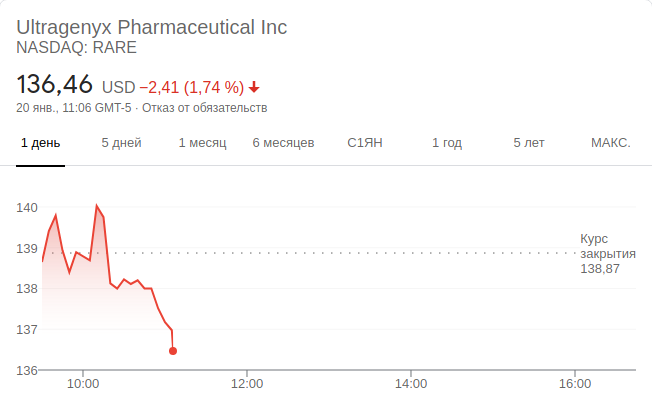 Ultragenyx Pharmaceutical Inc
NASDAQ: RARE
136,46 USD −2,41 (1,74 %)
20 янв., 11:06 GMT-5 · Отказ от обязательств
1 день 5 дней 1 месяц 6 месяцев С1ЯН 1 год 5 лет МАКС.
140
139
138
137
136
Курс
закрытия
138,87
10:00 12:00 14:00 16:00